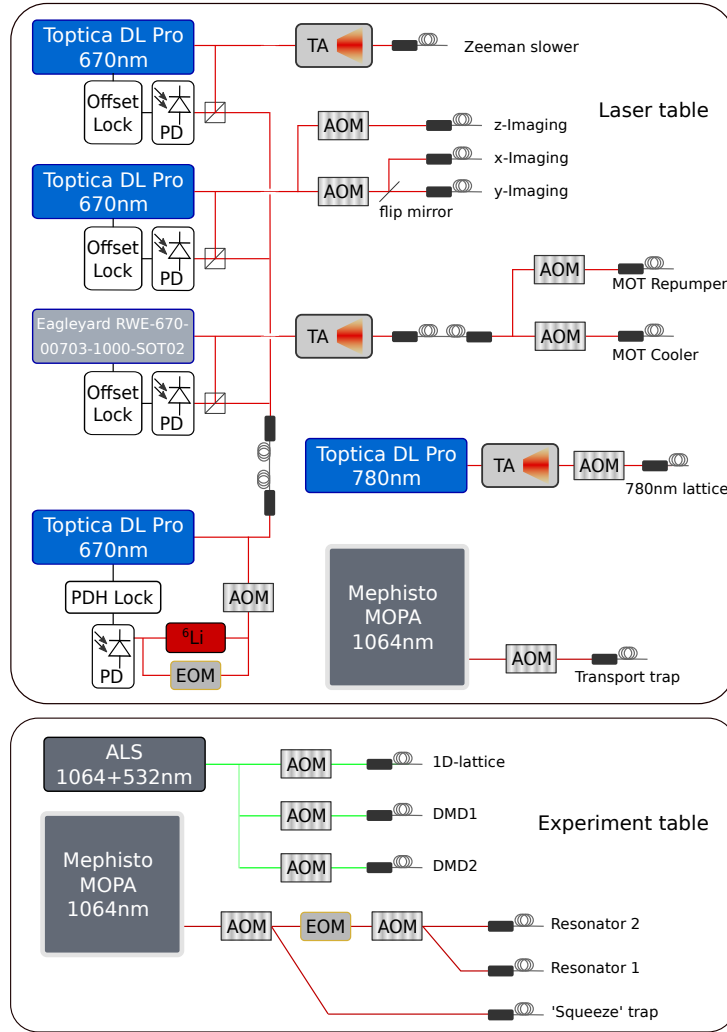 Toptica DL Pro
670nm
TA
Zeeman slower
Offset
Lock
PD
Laser table
AOM
z-Imaging
x-Imaging
Toptica DL Pro
670nm
AOM
y-Imaging
flip mirror
Offset
Lock
PD
AOM
MOT Repumper
Eagleyard RWE-670-
00703-1000-SOT02
TA
AOM
MOT Cooler
Offset
Lock
PD
Toptica DL Pro
780nm
TA
AOM
780nm lattice
Toptica DL Pro
670nm
PDH Lock
AOM
Mephisto
MOPA
1064nm
⁶Li
PD
EOM
AOM
Transport trap
ALS
1064+532nm
AOM
1D-lattice
AOM
DMD1
Experiment table
AOM
DMD2
Mephisto
MOPA
1064nm
AOM
EOM
AOM
Resonator 2
Resonator 1
'Squeeze' trap